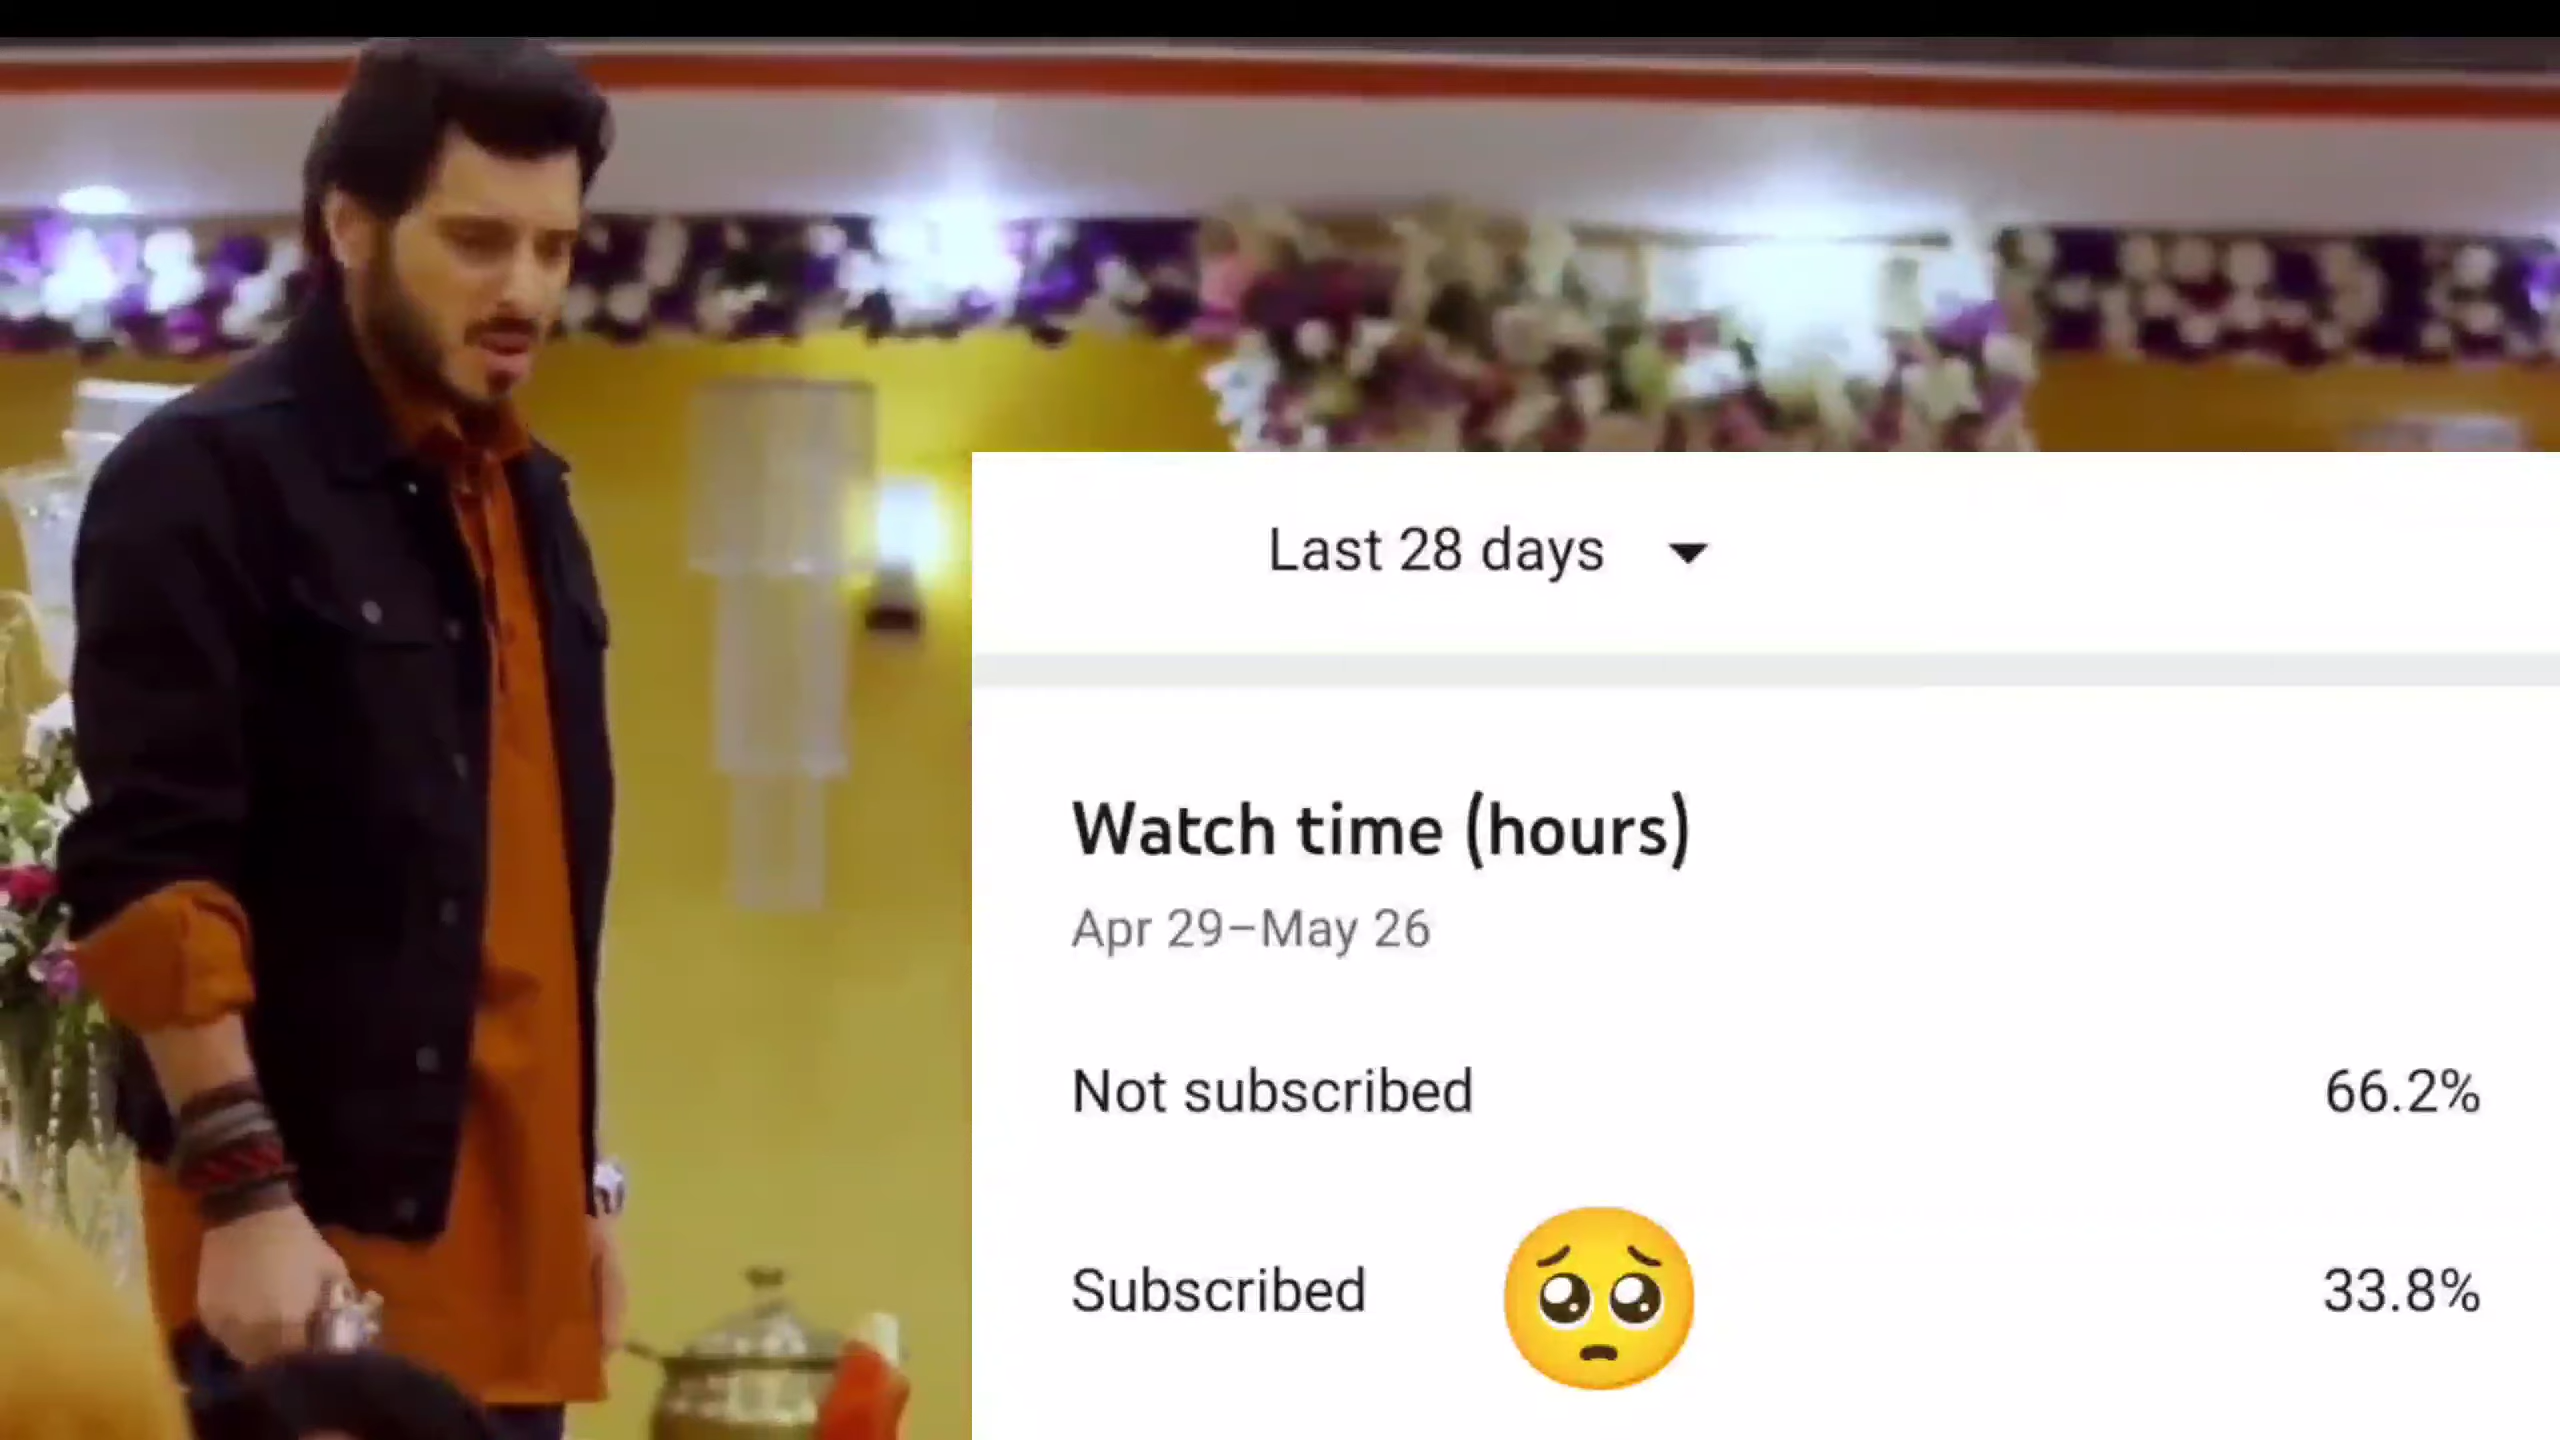 Last 28 days
Watch time (hours)
Apr 29–May 26
Not subscribed 66.2%
Subscribed 33.8%